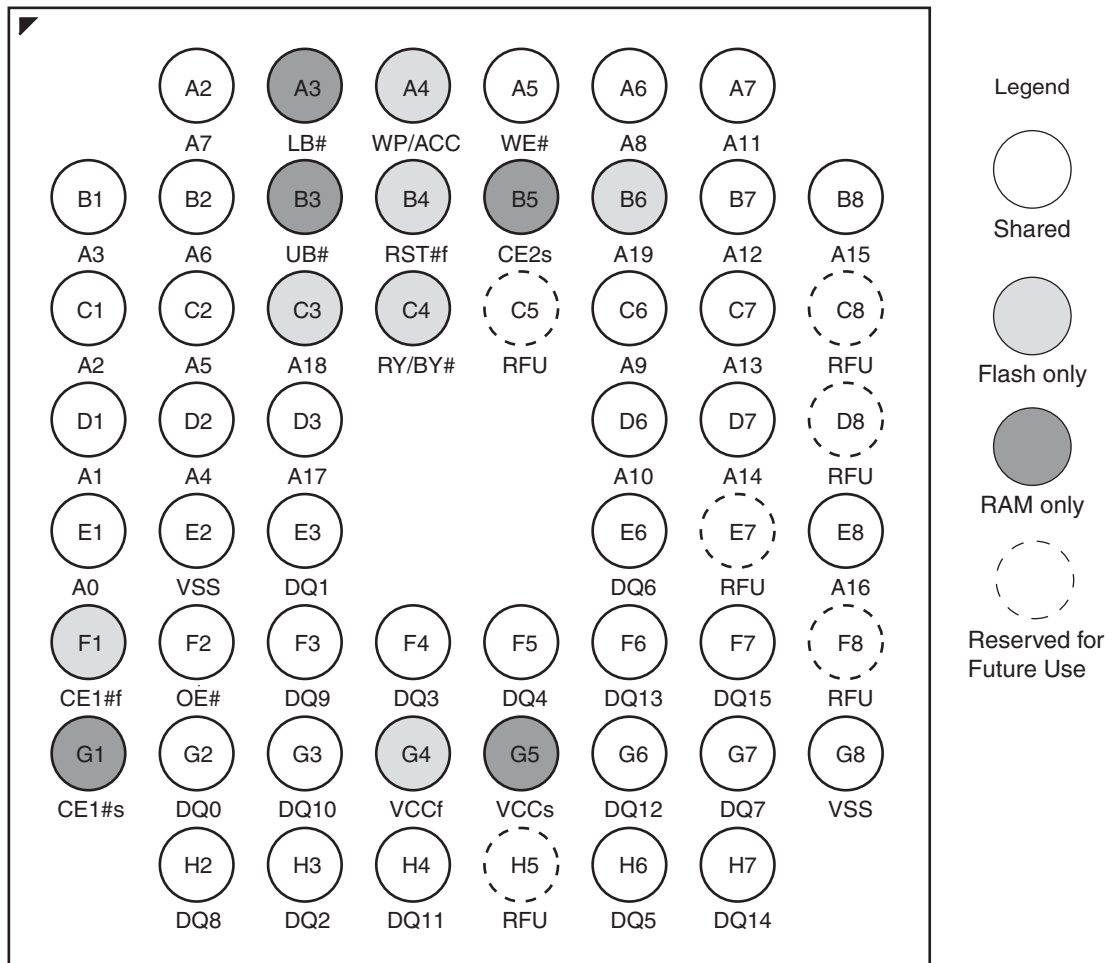 A2 A3 A4 A5 A6 A7
A7 LB# WP/ACC WE# A8 A11
B1 B2 B3 B4 B5 B6 B7 B8
A3 A6 UB# RST#f CE2s A19 A12 A15
C1 C2 C3 C4 C5 C6 C7 C8
A2 A5 A18 RY/BY# RFU A9 A13 RFU
D1 D2 D3 D6 D7 D8
A1 A4 A17 A10 A14 RFU
E1 E2 E3 E6 E7 E8
A0 VSS DQ1 DQ6 RFU A16
F1 F2 F3 F4 F5 F6 F7 F8
CE1#f OE# DQ9 DQ3 DQ4 DQ13 DQ15 RFU
G1 G2 G3 G4 G5 G6 G7 G8
CE1#s DQ0 DQ10 VCCf VCCs DQ12 DQ7 VSS
H2 H3 H4 H5 H6 H7
DQ8 DQ2 DQ11 RFU DQ5 DQ14
Legend
Shared
Flash only
RAM only
Reserved for
Future Use